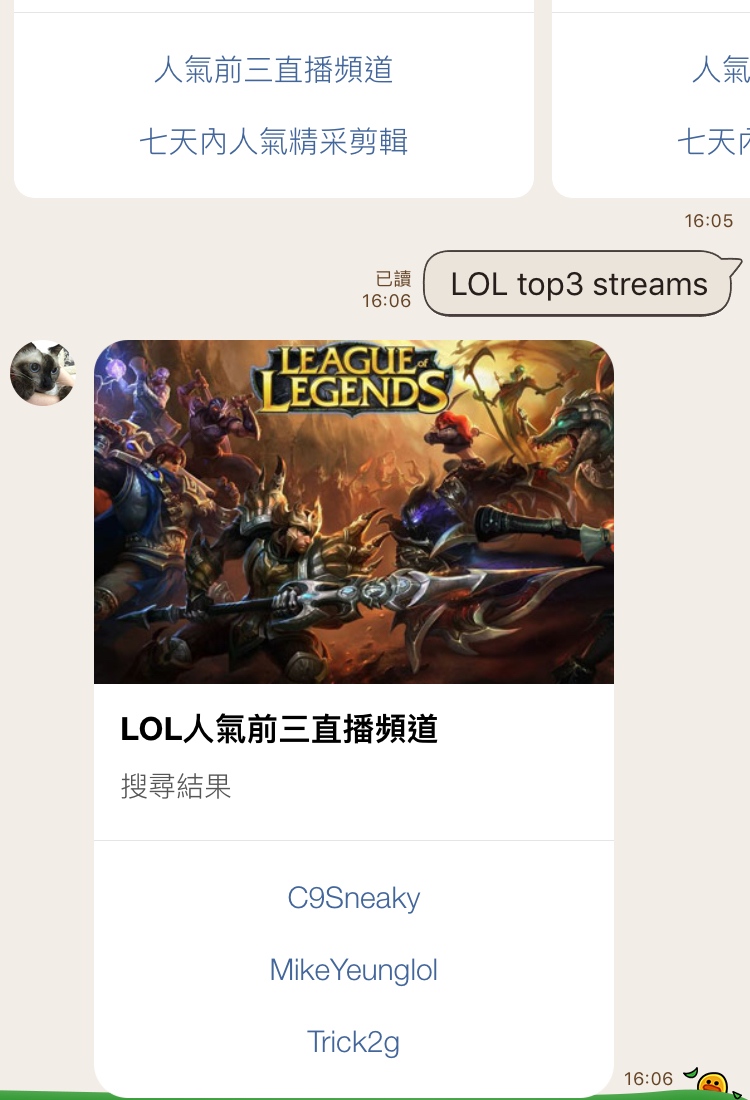 人氣前三直播頻道
人氣
七天內人氣精采剪輯
七天內
16:05
已讀
16:06
LOL top3 streams
LEAGUE of
LEGENDS
LOL人氣前三直播頻道
搜尋結果
C9Sneaky
MikeYeunglol
Trick2g
16:06